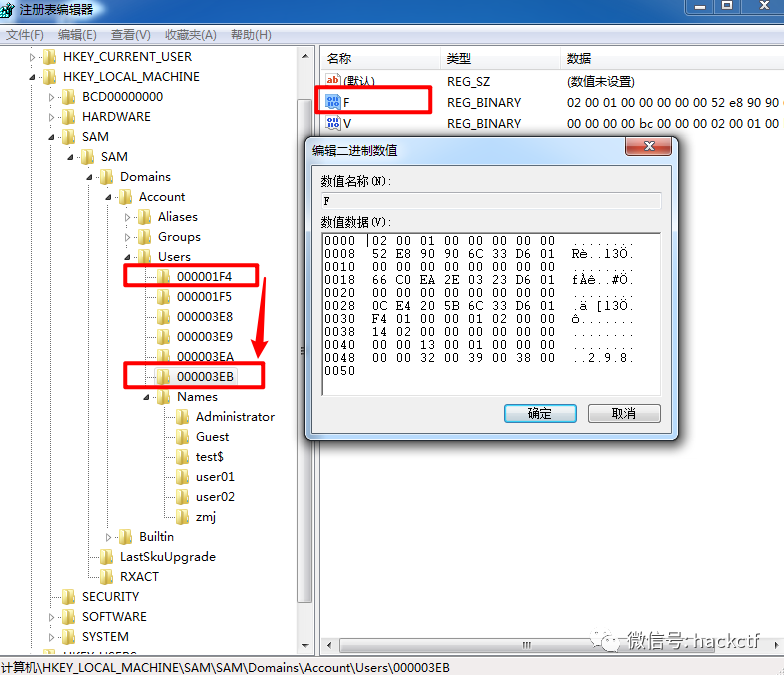 注册表编辑器
文件(F) 编辑(E) 查看(V) 收藏夹(A) 帮助(H)
HKEY_CURRENT_USER
HKEY_LOCAL_MACHINE
BCD00000000
HARDWARE
SAM
SAM
Domains
Account
Aliases
Groups
Users
000001F4
000001F5
000003E8
000003E9
000003EA
000003EB
Names
Administrator
Guest
test$
user01
user02
zmj
Builtin
LastSkuUpgrade
RXACT
SECURITY
SOFTWARE
SYSTEM
HKEY_USERS
名称 类型 数据
(默认) REG_SZ (数值未设置)
F REG_BINARY 02 00 01 00 00 00 00 00 52 e8 90 90
V REG_BINARY 00 00 00 00 bc 00 00 00 02 00 01 00
编辑二进制数值
数值名称(N):
F
数值数据(V):
0000 02 00 01 00 00 00 00 00 ........
0008 52 E8 90 90 6C 33 D6 01 Rè..l3Ö.
0010 00 00 00 00 00 00 00 00 ........
0018 66 C0 EA 2E 03 23 D6 01 fÀê..#Ö.
0020 00 00 00 00 00 00 00 00 ........
0028 0C E4 20 5B 6C 33 D6 01 .ä [l3Ö.
0030 F4 01 00 00 01 02 00 00 ô.......
0038 14 02 00 00 00 00 00 00 ........
0040 00 00 13 00 01 00 00 00 ........
0048 00 00 32 00 39 00 38 00 ..2.9.8.
0050
确定 取消
微信号: hackctf
计算机\HKEY_LOCAL_MACHINE\SAM\SAM\Domains\Account\Users\000003EB